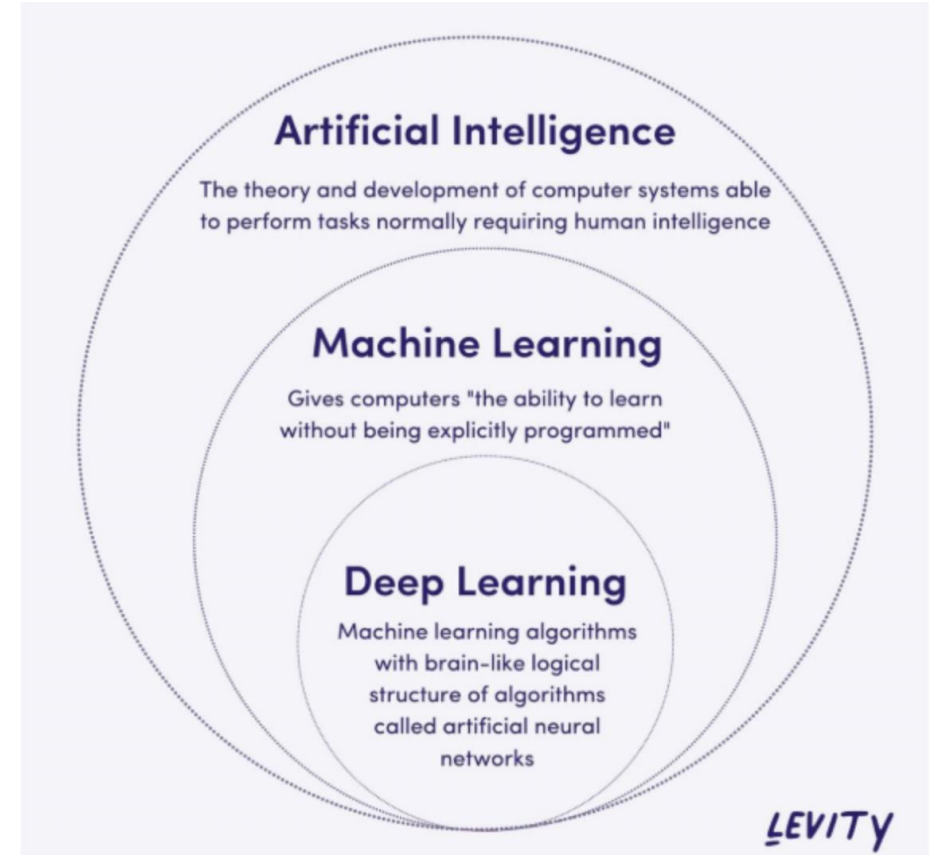 Artificial Intelligence
The theory and development of computer systems able
to perform tasks normally requiring human intelligence
Machine Learning
Gives computers "the ability to learn
without being explicitly programmed"
Deep Learning
Machine learning algorithms
with brain-like logical
structure of algorithms
called artificial neural
networks
LEVITY